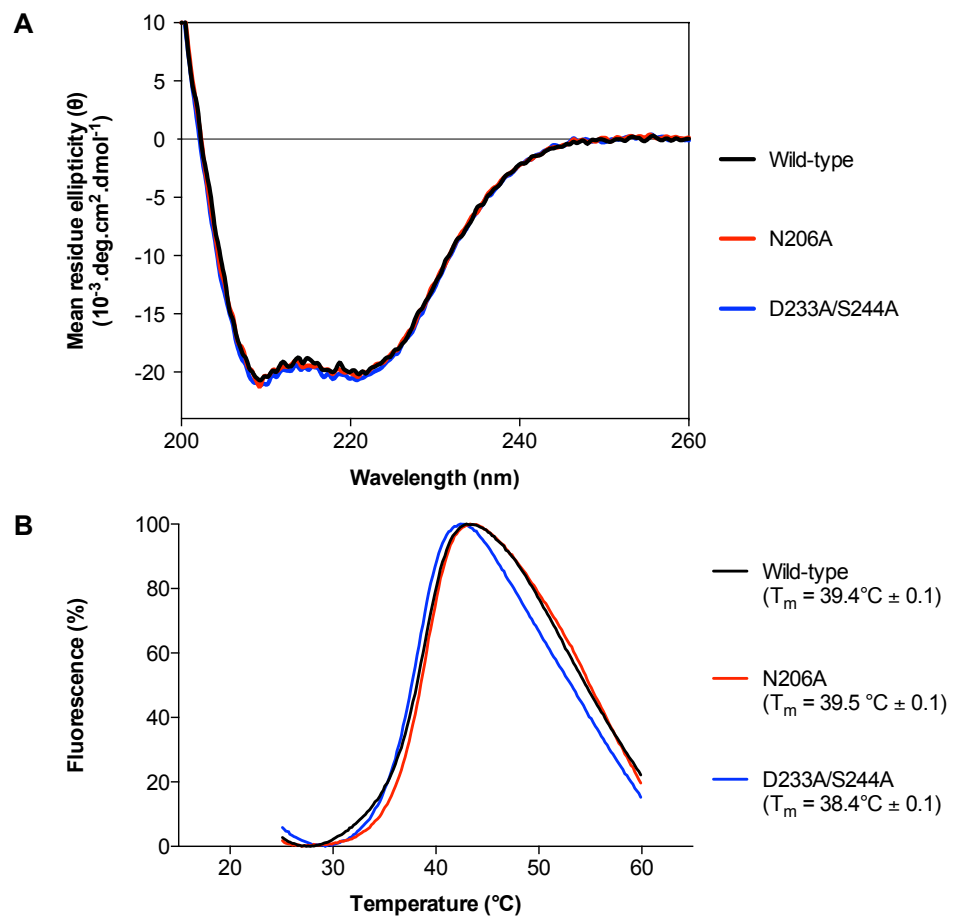 A
Mean residue ellipticity (θ)
(10⁻³.deg.cm².dmol⁻¹)
10
5
0
-5
-10
-15
-20
200
220
240
260
Wavelength (nm)
Wild-type
N206A
D233A/S244A
B
Fluorescence (%)
100
80
60
40
20
0
20
30
40
50
60
Temperature (°C)
Wild-type
(Tₘ = 39.4°C ± 0.1)
N206A
(Tₘ = 39.5 °C ± 0.1)
D233A/S244A
(Tₘ = 38.4°C ± 0.1)